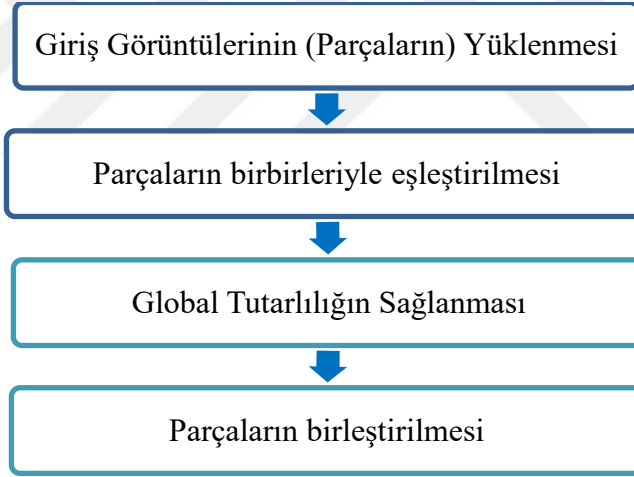 Giriş Görüntülerinin (Parçaların) Yüklenmesi
Parçaların birbirleriyle eşleştirilmesi
Global Tutarlılığın Sağlanması
Parçaların birleştirilmesi